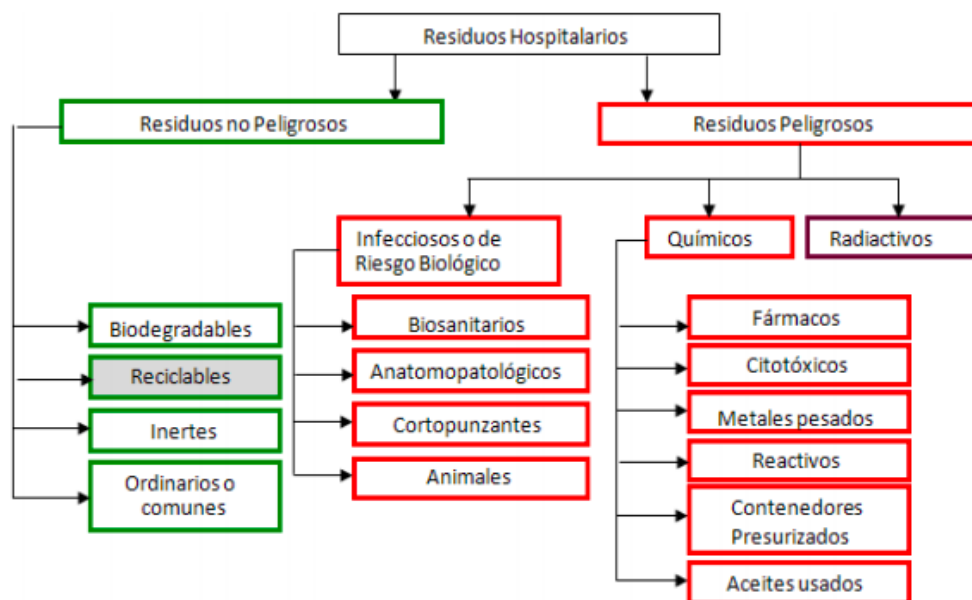 Residuos Hospitalarios
Residuos no Peligrosos
Residuos Peligrosos
Infecciosos o de
Riesgo Biológico
Químicos
Radiactivos
Biodegradables
Reciclables
Inertes
Ordinarios o
comunes
Biosanitarios
Anatomopatológicos
Cortopunzantes
Animales
Fármacos
Citotóxicos
Metales pesados
Reactivos
Contenedores
Presurizados
Aceites usados